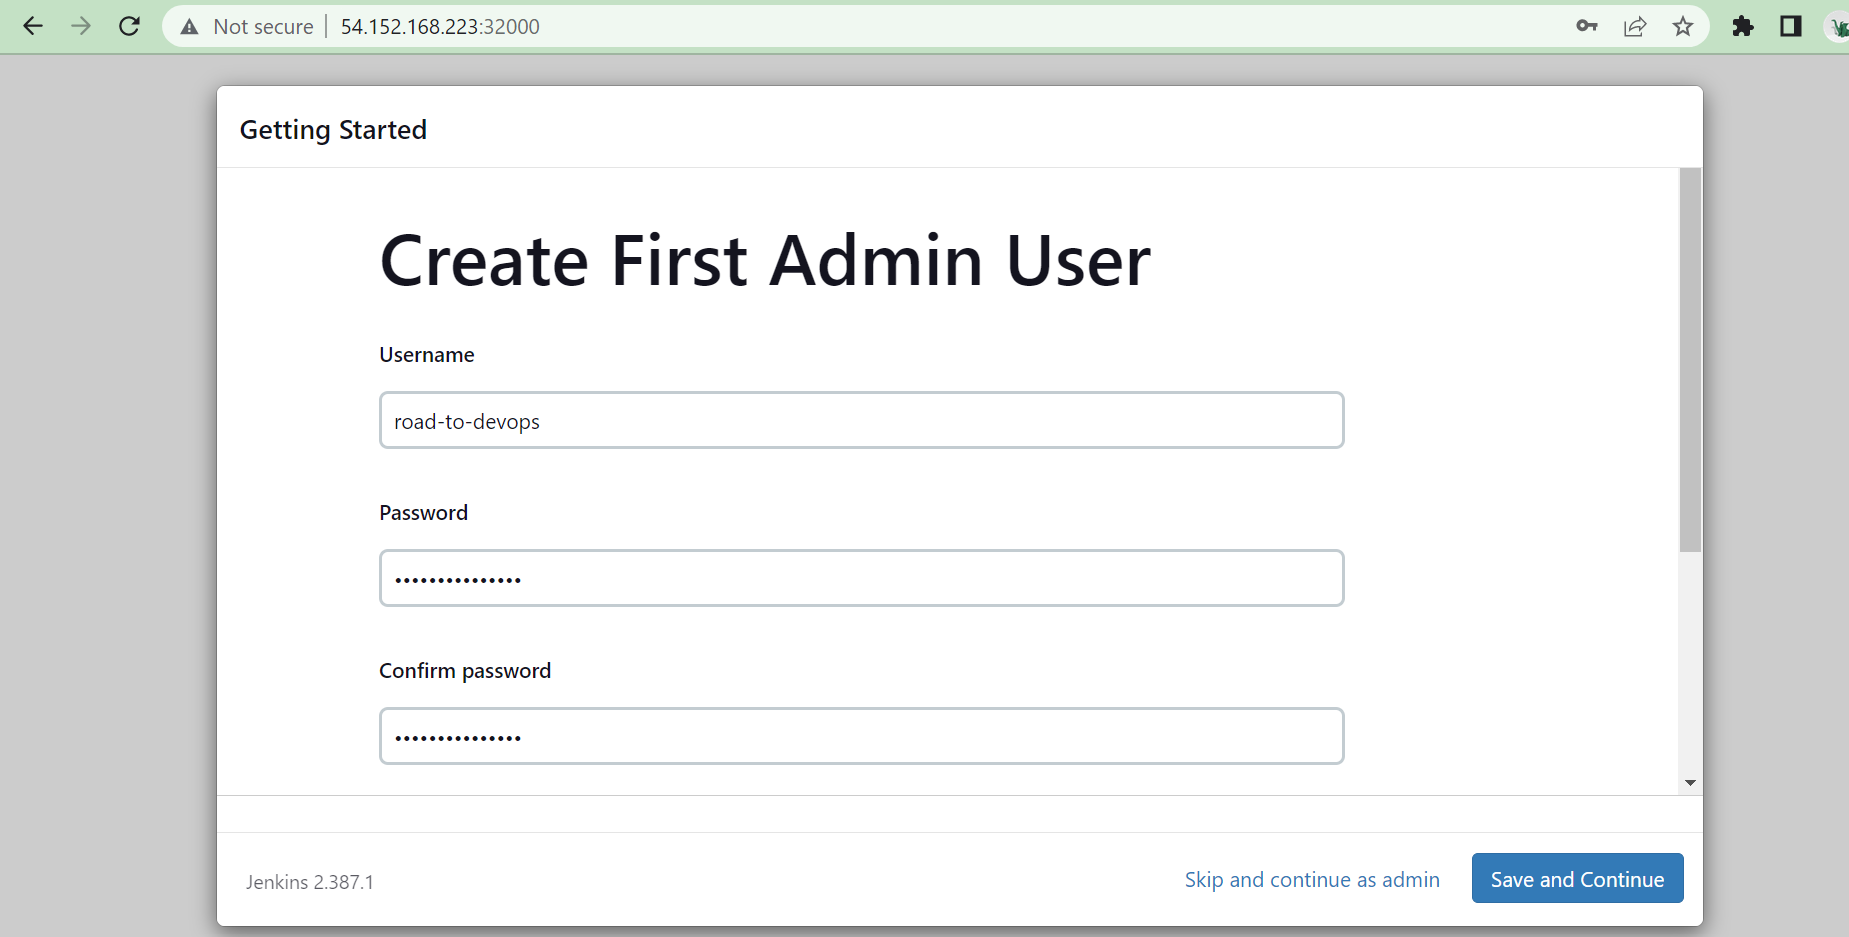 Not secure | 54.152.168.223:32000
Getting Started
Create First Admin User
Username
road-to-devops
Password
•••••••••••••••
Confirm password
•••••••••••••••
Jenkins 2.387.1
Skip and continue as admin
Save and Continue